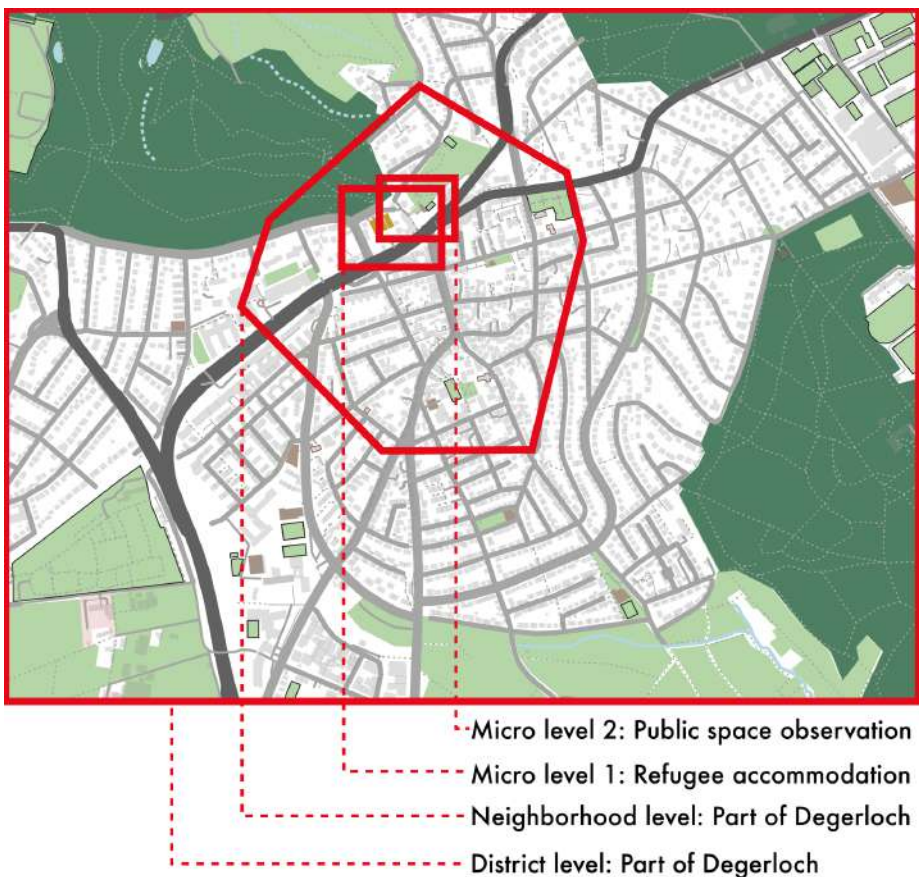 Micro level 2: Public space observation
Micro level 1: Refugee accommodation
Neighborhood level: Part of Degerloch
District level: Part of Degerloch